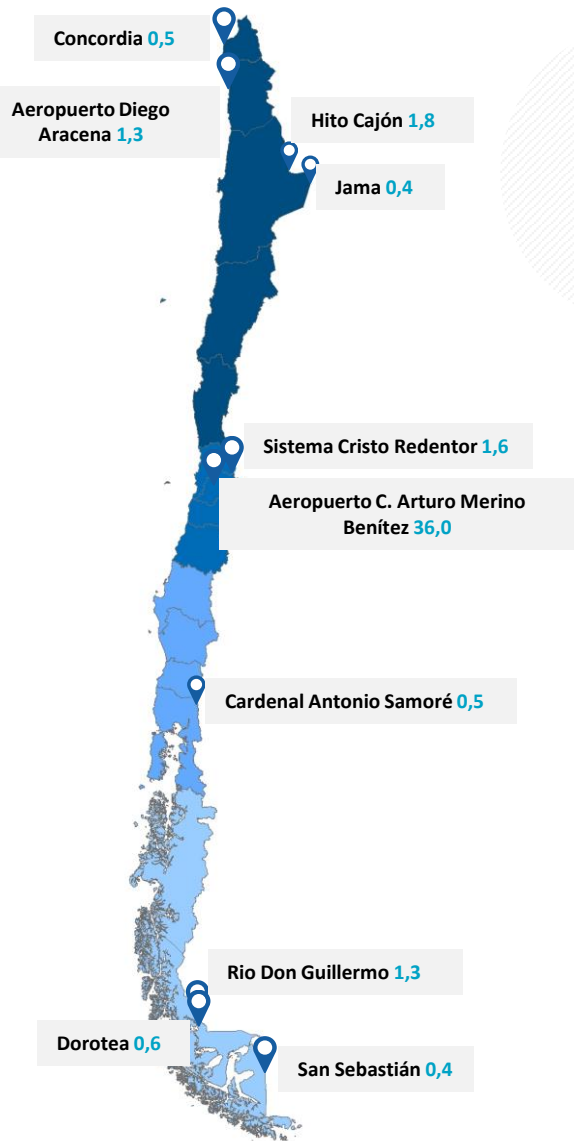 Concordia 0,5
Aeropuerto Diego
Aracena 1,3
Hito Cajón 1,8
Jama 0,4
Sistema Cristo Redentor 1,6
Aeropuerto C. Arturo Merino
Benítez 36,0
Cardenal Antonio Samoré 0,5
Rio Don Guillermo 1,3
Dorotea 0,6
San Sebastián 0,4